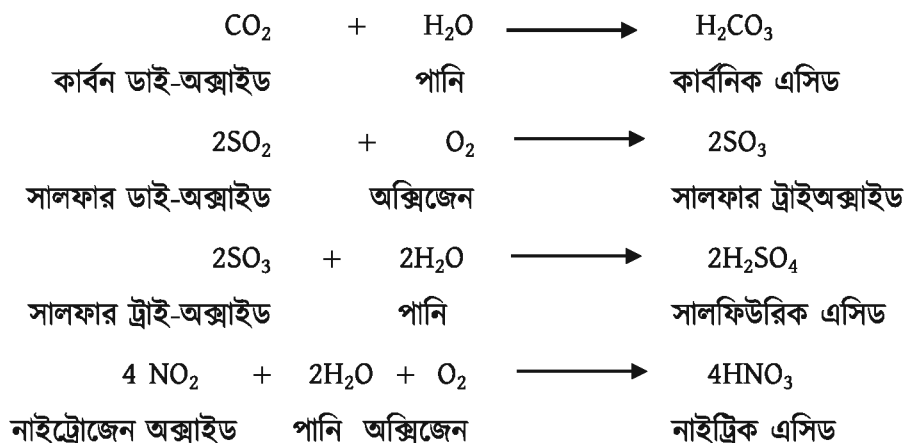 CO₂ + H₂O ⟶ H₂CO₃
কার্বন ডাই-অক্সাইড পানি কার্বনিক এসিড
2SO₂ + O₂ ⟶ 2SO₃
সালফার ডাই-অক্সাইড অক্সিজেন সালফার ট্রাইঅক্সাইড
2SO₃ + 2H₂O ⟶ 2H₂SO₄
সালফার ট্রাই-অক্সাইড পানি সালফিউরিক এসিড
4 NO₂ + 2H₂O + O₂ ⟶ 4HNO₃
নাইট্রোজেন অক্সাইড পানি অক্সিজেন নাইট্রিক এসিড